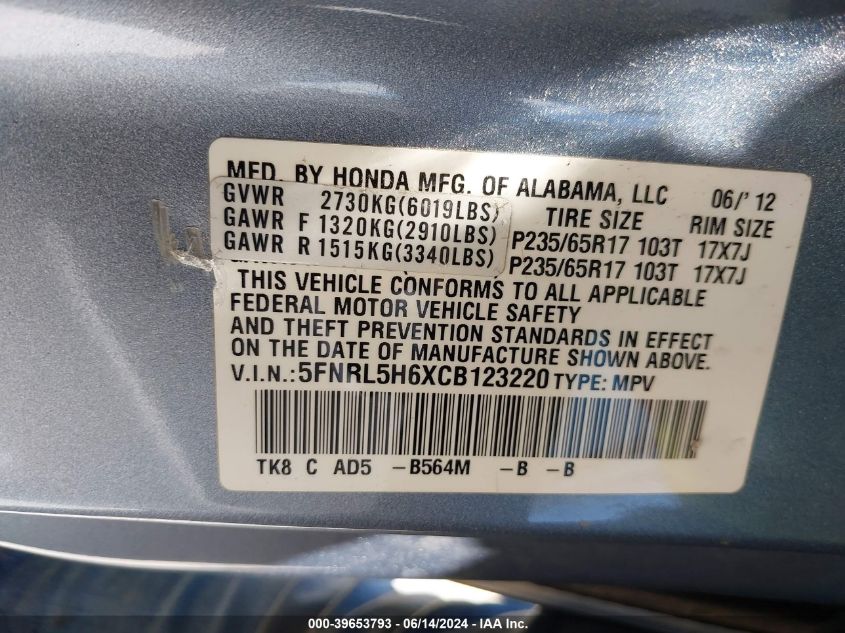 MFD. BY HONDA MFG. OF ALABAMA, LLC 06/'12
GVWR 2730KG(6019LBS) TIRE SIZE RIM SIZE
GAWR F 1320KG(2910LBS) P235/65R17 103T 17X7J
GAWR R 1515KG(3340LBS) P235/65R17 103T 17X7J
THIS VEHICLE CONFORMS TO ALL APPLICABLE
FEDERAL MOTOR VEHICLE SAFETY
AND THEFT PREVENTION STANDARDS IN EFFECT
ON THE DATE OF MANUFACTURE SHOWN ABOVE.
V.I.N.:5FNRL5H6XCB123220 TYPE: MPV
TK8 C AD5 -B564M -B -B
000-39653793 - 06/14/2024 - IAA Inc.